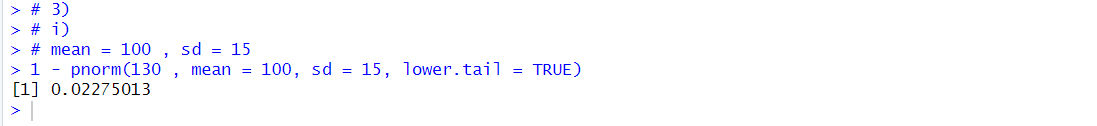 > # 3)
> # i)
> # mean = 100 , sd = 15
> 1 - pnorm(130 , mean = 100, sd = 15, lower.tail = TRUE)
[1] 0.02275013
>